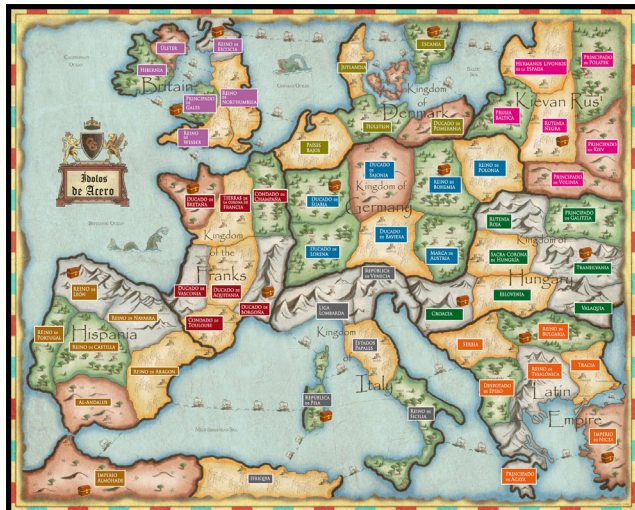 ULSTER
REINO DE
ESCOCIA
ESCANIA
HIBERNIA
Britain
PRINCIPADO
DE
GALES
REINO
DE
NORTHUMBRIA
REINO
DE
WESSEX
JUTLANDIA
Kingdom
of
Denmark
HOLSTEIN
DUCADO DE
POMERANIA
PAISES
BAJOS
HERMANOS LIVONIOS
DE LA ESPADA
PRINCIPADO
DE POLATSK
Kievan Rus'
PRUSIA
BALTICA
RUTENIA
NEGRA
PRINCIPADO
DE KIEV
PRINCIPADO
DE VOLINIA
Idolos
de Acero
DUCADO DE
BRETAÑA
TIERRAS DE
LA CORONA DE
FRANCIA
CONDADO DE
CHAMPAÑA
DUCADO
DE
SUABIA
DUCADO
DE
SAJONIA
REINO
DE
BOHEMIA
REINO DE
POLONIA
Kingdom of
Germany
DUCADO
DE
LORENA
DUCADO
DE
BAVIERA
MARCA DE
AUSTRIA
Kingdom
of the
Franks
DUCADO DE
VASCONIA
DUCADO DE
AQUITANIA
DUCADO DE
BORGOÑA
CONDADO DE
TOULOUSE
RUTENIA
ROJA
PRINCIPADO
DE GALITZIA
Kingdom of
Hungary
SACRA CORONA
DE HUNGRÍA
TRANSILVANIA
ESLOVENIA
VALAQUIA
CROACIA
REPÚBLICA
DE VENECIA
LIGA
LOMBARDA
Kingdom
of
Italy
ESTADOS
PAPALES
REPUBLICA
DE PISA
REINO DE
SICILIA
REINO DE
LEÓN
REINO DE NAVARRA
Hispania
REINO DE
PORTUGAL
REINO DE CASTILLA
REINO DE ARAGON
AL-ANDALUS
IMPERIO
ALMOHADE
IFRIQIYA
SERBIA
REINO DE
BULGARIA
DESPOTADO
DE EPIRO
REINO DE
TESALONICA
TRACIA
Latin
Empire
IMPERIO
DE NICEA
PRINCIPADO
DE ACAYA